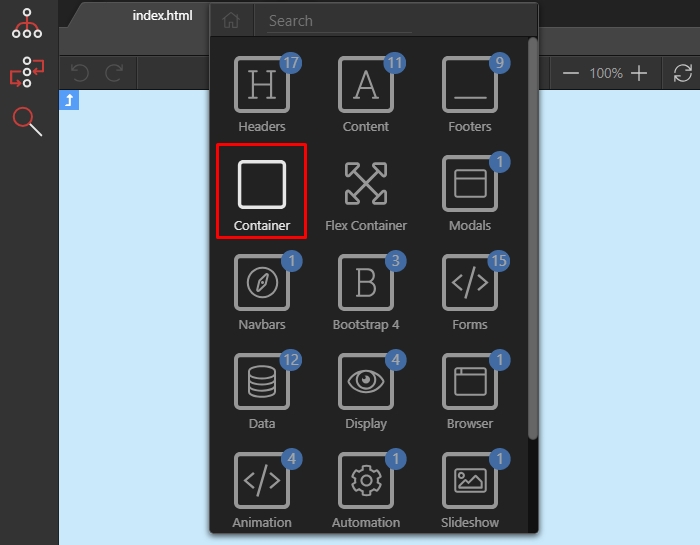 index.html
Search
100%
17 11 9
H A
Headers Content Footers
1
Container Flex Container Modals
1 3 15
B </>
Navbars Bootstrap 4 Forms
12 4 1
Data Display Browser
4 1 1
</>
Animation Automation Slideshow